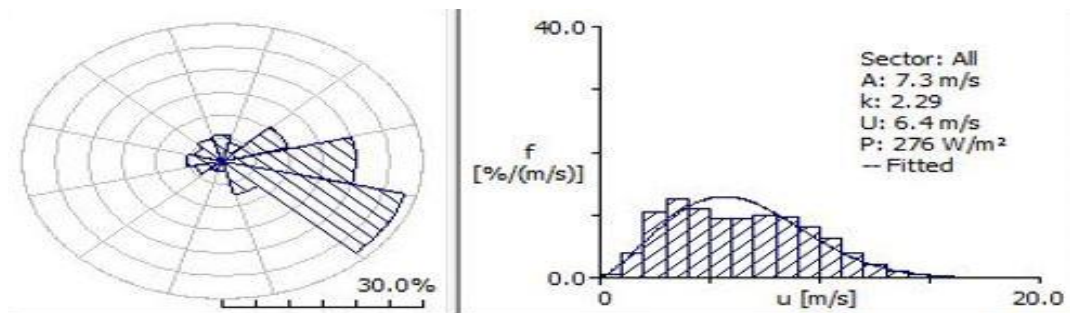 30.0%
40.0
f
[%/(m/s)]
0.0
0
u [m/s]
20.0
Sector: All
A: 7.3 m/s
k: 2.29
U: 6.4 m/s
P: 276 W/m²
-- Fitted